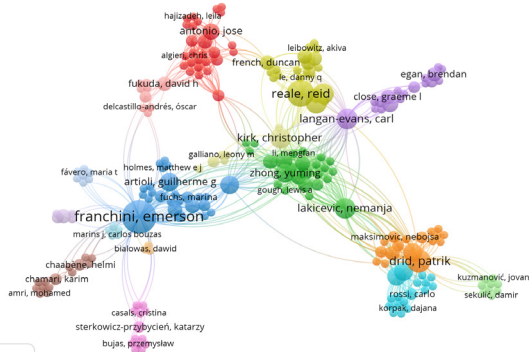 hajizadeh, leila
antonio, jose
algieri, chris
leibowitz, akiva
french, duncan
le, danny q
egan, brendan
fukuda, david h
reale, reid
close, graeme l
delcastillo-andrés, óscar
langan-evans, carl
kirk, christopher
galliano, leony m
li, mengfan
holmes, matthew e j
fávero, maria t
artioli, guilherme g
zhong, yuming
gough, lewis a
fuchs, marina
franchini, emerson
lakicevic, nemanja
marins j, carlos bouzas
maksimovic, nebojsa
bialowas, dawid
chaabene, helmi
drid, patrik
chamari, karim
kuzmanović, jovan
amri, mohamed
rossi, carlo
sekulić, damir
casals, cristina
korpak, dajana
sterkowicz-przybycień, katarzy
bujas, przemysław